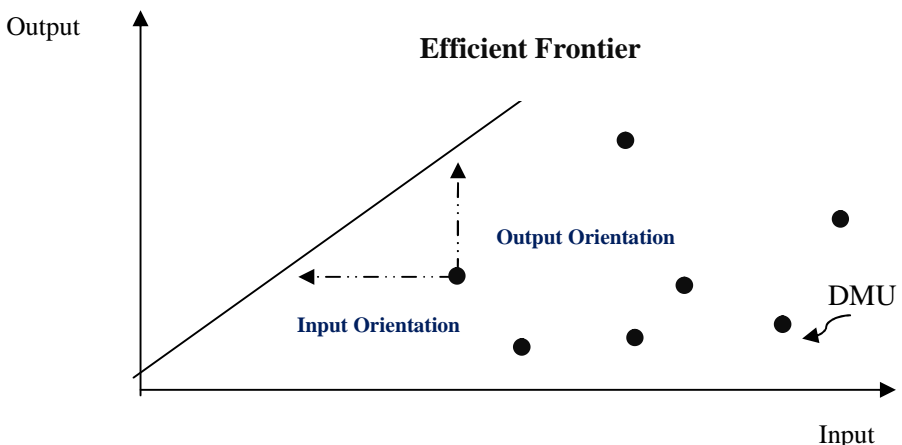 Output
Efficient Frontier
Output Orientation
DMU
Input Orientation
Input